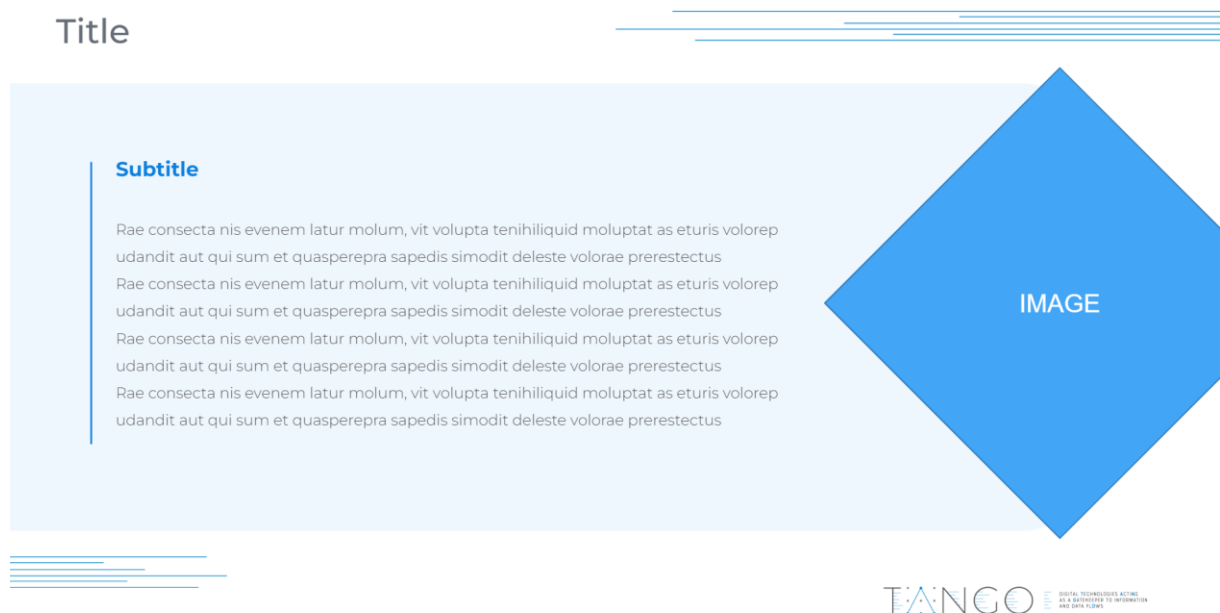 Title
Subtitle
Rae consecta nis evenem latur molum, vit volupta tenihiliquid moluptat as eturis volorep
udandit aut qui sum et quasperepra sapedis simodit deleste volorae prerestectus
Rae consecta nis evenem latur molum, vit volupta tenihiliquid moluptat as eturis volorep
udandit aut qui sum et quasperepra sapedis simodit deleste volorae prerestectus
Rae consecta nis evenem latur molum, vit volupta tenihiliquid moluptat as eturis volorep
udandit aut qui sum et quasperepra sapedis simodit deleste volorae prerestectus
Rae consecta nis evenem latur molum, vit volupta tenihiliquid moluptat as eturis volorep
udandit aut qui sum et quasperepra sapedis simodit deleste volorae prerestectus
IMAGE
TANGO
DIGITAL TECHNOLOGIES ACTING
AS A GATEKEEPER TO INFORMATION
AND DATA FLOWS